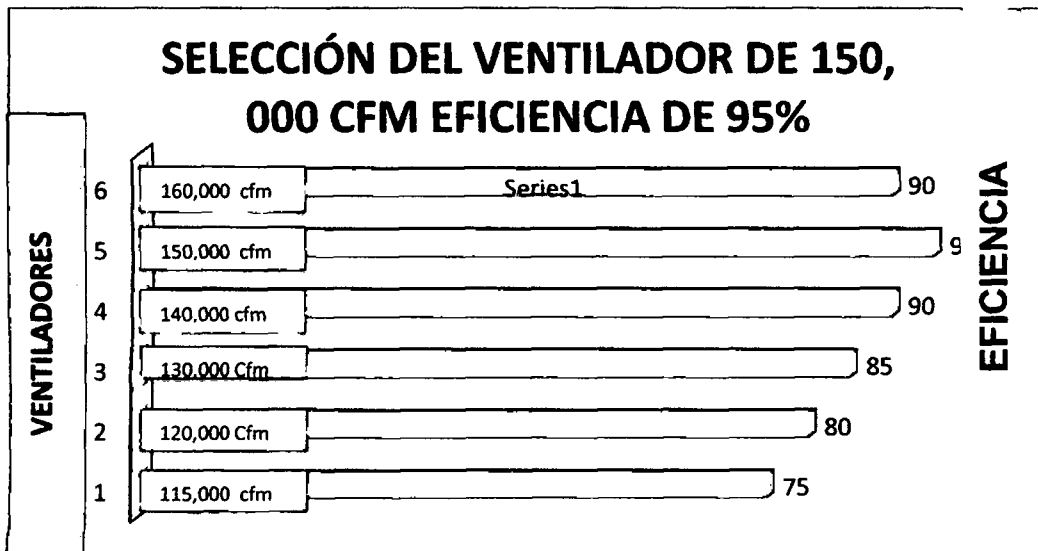 SELECCIÓN DEL VENTILADOR DE 150,
000 CFM EFICIENCIA DE 95%
VENTILADORES
6 160,000 cfm Series1 90
5 150,000 cfm 9
4 140,000 cfm 90
3 130.000 Cfm 85
2 120,000 Cfm 80
1 115,000 cfm 75
EFICIENCIA